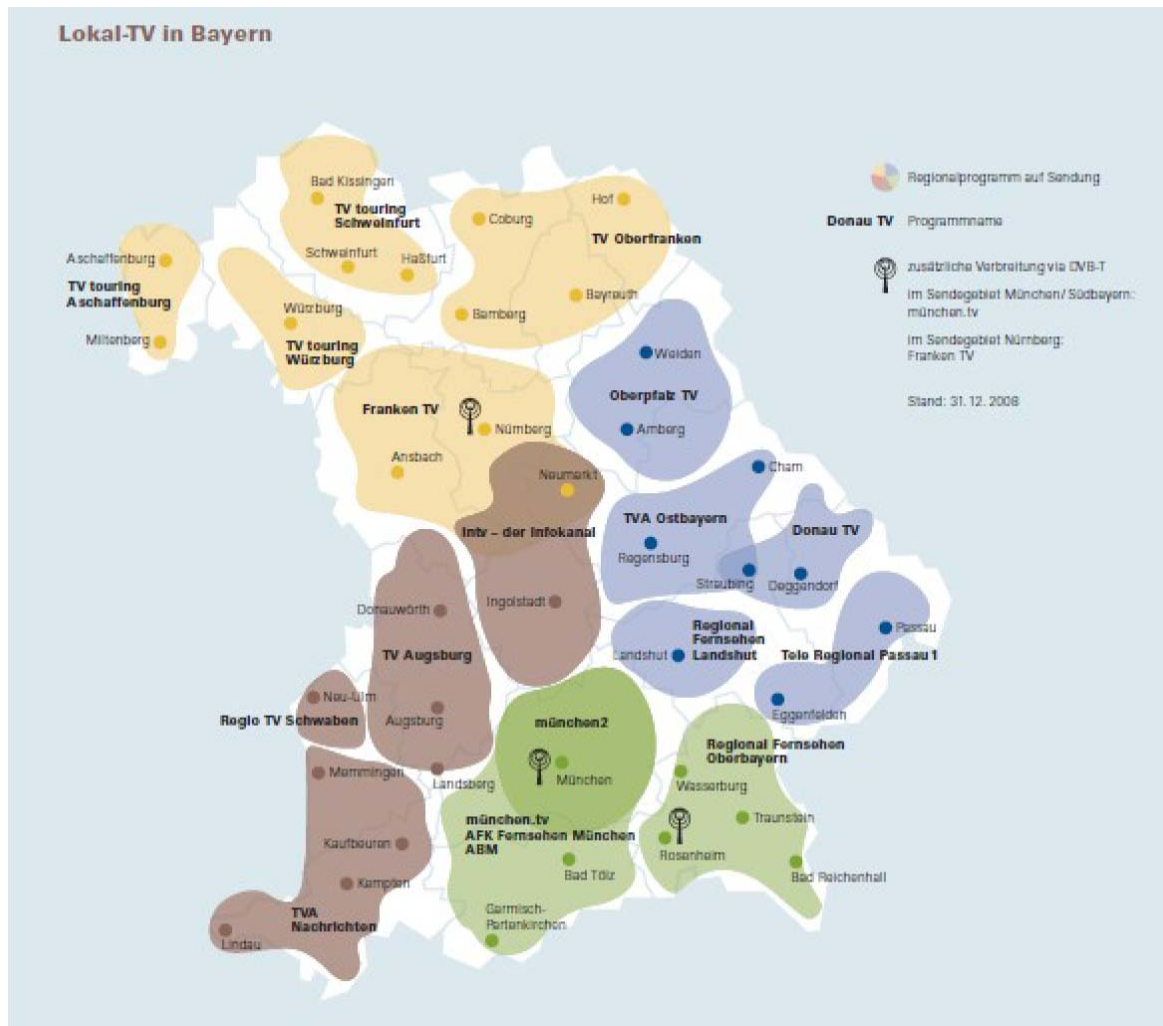 Lokal-TV in Bayern
Bad Kissingen
TV touring
Schweinfurt
Schweinfurt
Haßfurt
Coburg
Hof
TV Oberfranken
Bayreuth
Bamberg
Aschaffenburg
TV touring
Aschaffenburg
Miltenberg
Würzburg
TV touring
Würzburg
Regionalprogramm auf Sendung
Donau TV Programmname
zusätzliche Verbreitung via DVB-T
im Sendegebiet München/Südbayern:
münchen.tv
im Sendegebiet Nürnberg:
Franken TV
Stand: 31. 12. 2008
Franken TV
Nürnberg
Ansbach
Neumarkt
Weiden
Oberpfalz TV
Amberg
Cham
TVA Ostbayern
Regensburg
Donau TV
Straubing
Deggendorf
intv – der Infokanal
Ingolstadt
Donauwörth
TV Augsburg
Augsburg
Landsberg
Regional
Fernsehen
Landshut
Landshut
Passau
Tele Regional Passau 1
Eggenfelden
Neu-Ulm
Regio TV Schwaben
münchen2
München
münchen.tv
AFK Fernsehen München
ABM
Bad Tölz
Garmisch-
Partenkirchen
Regional Fernsehen
Oberbayern
Wasserburg
Traunstein
Rosenheim
Bad Reichenhall
Memmingen
Kaufbeuren
Kempten
TVA
Nachrichten
Lindau